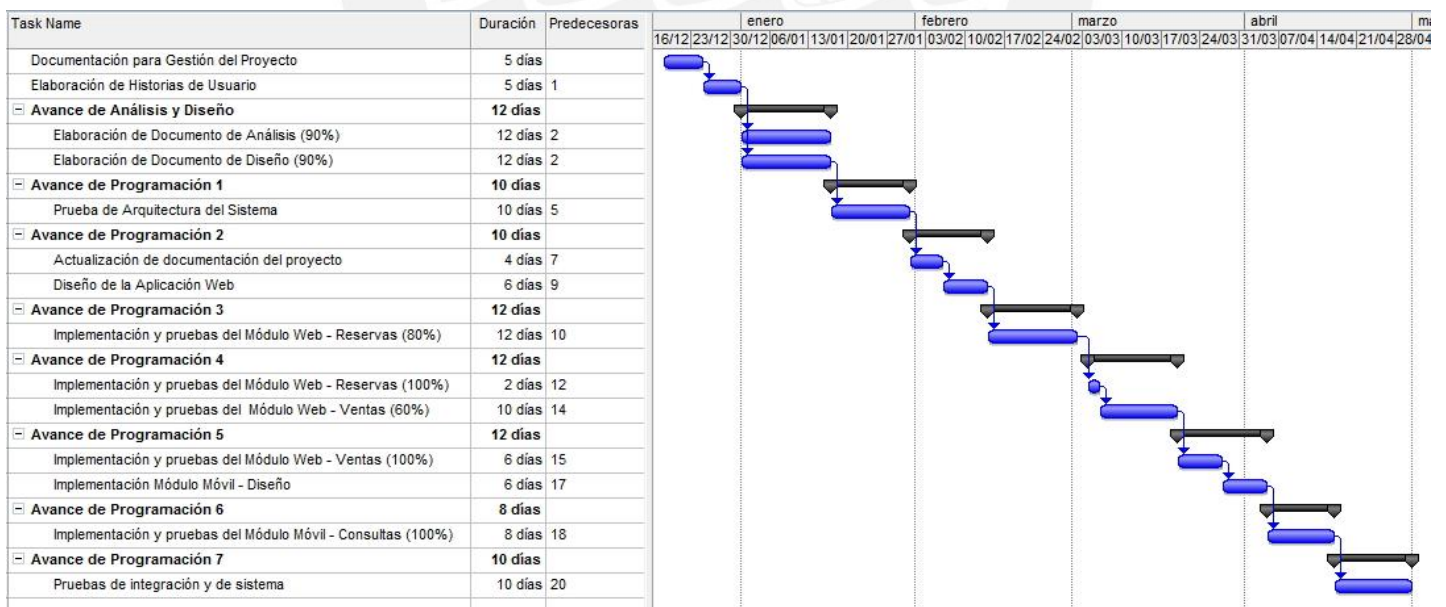 Task Name Duración Predecesoras enero febrero marzo abril
16/12 23/12 30/12 06/01 13/01 20/01 27/01 03/02 10/02 17/02 24/02 03/03 10/03 17/03 24/03 31/03 07/04 14/04 21/04 28/04
Documentación para Gestión del Proyecto 5 días
Elaboración de Historias de Usuario 5 días 1
Avance de Análisis y Diseño 12 días
Elaboración de Documento de Análisis (90%) 12 días 2
Elaboración de Documento de Diseño (90%) 12 días 2
Avance de Programación 1 10 días
Prueba de Arquitectura del Sistema 10 días 5
Avance de Programación 2 10 días
Actualización de documentación del proyecto 4 días 7
Diseño de la Aplicación Web 6 días 9
Avance de Programación 3 12 días
Implementación y pruebas del Módulo Web - Reservas (80%) 12 días 10
Avance de Programación 4 12 días
Implementación y pruebas del Módulo Web - Reservas (100%) 2 días 12
Implementación y pruebas del Módulo Web - Ventas (60%) 10 días 14
Avance de Programación 5 12 días
Implementación y pruebas del Módulo Web - Ventas (100%) 6 días 15
Implementación Módulo Móvil - Diseño 6 días 17
Avance de Programación 6 8 días
Implementación y pruebas del Módulo Móvil - Consultas (100%) 8 días 18
Avance de Programación 7 10 días
Pruebas de integración y de sistema 10 días 20